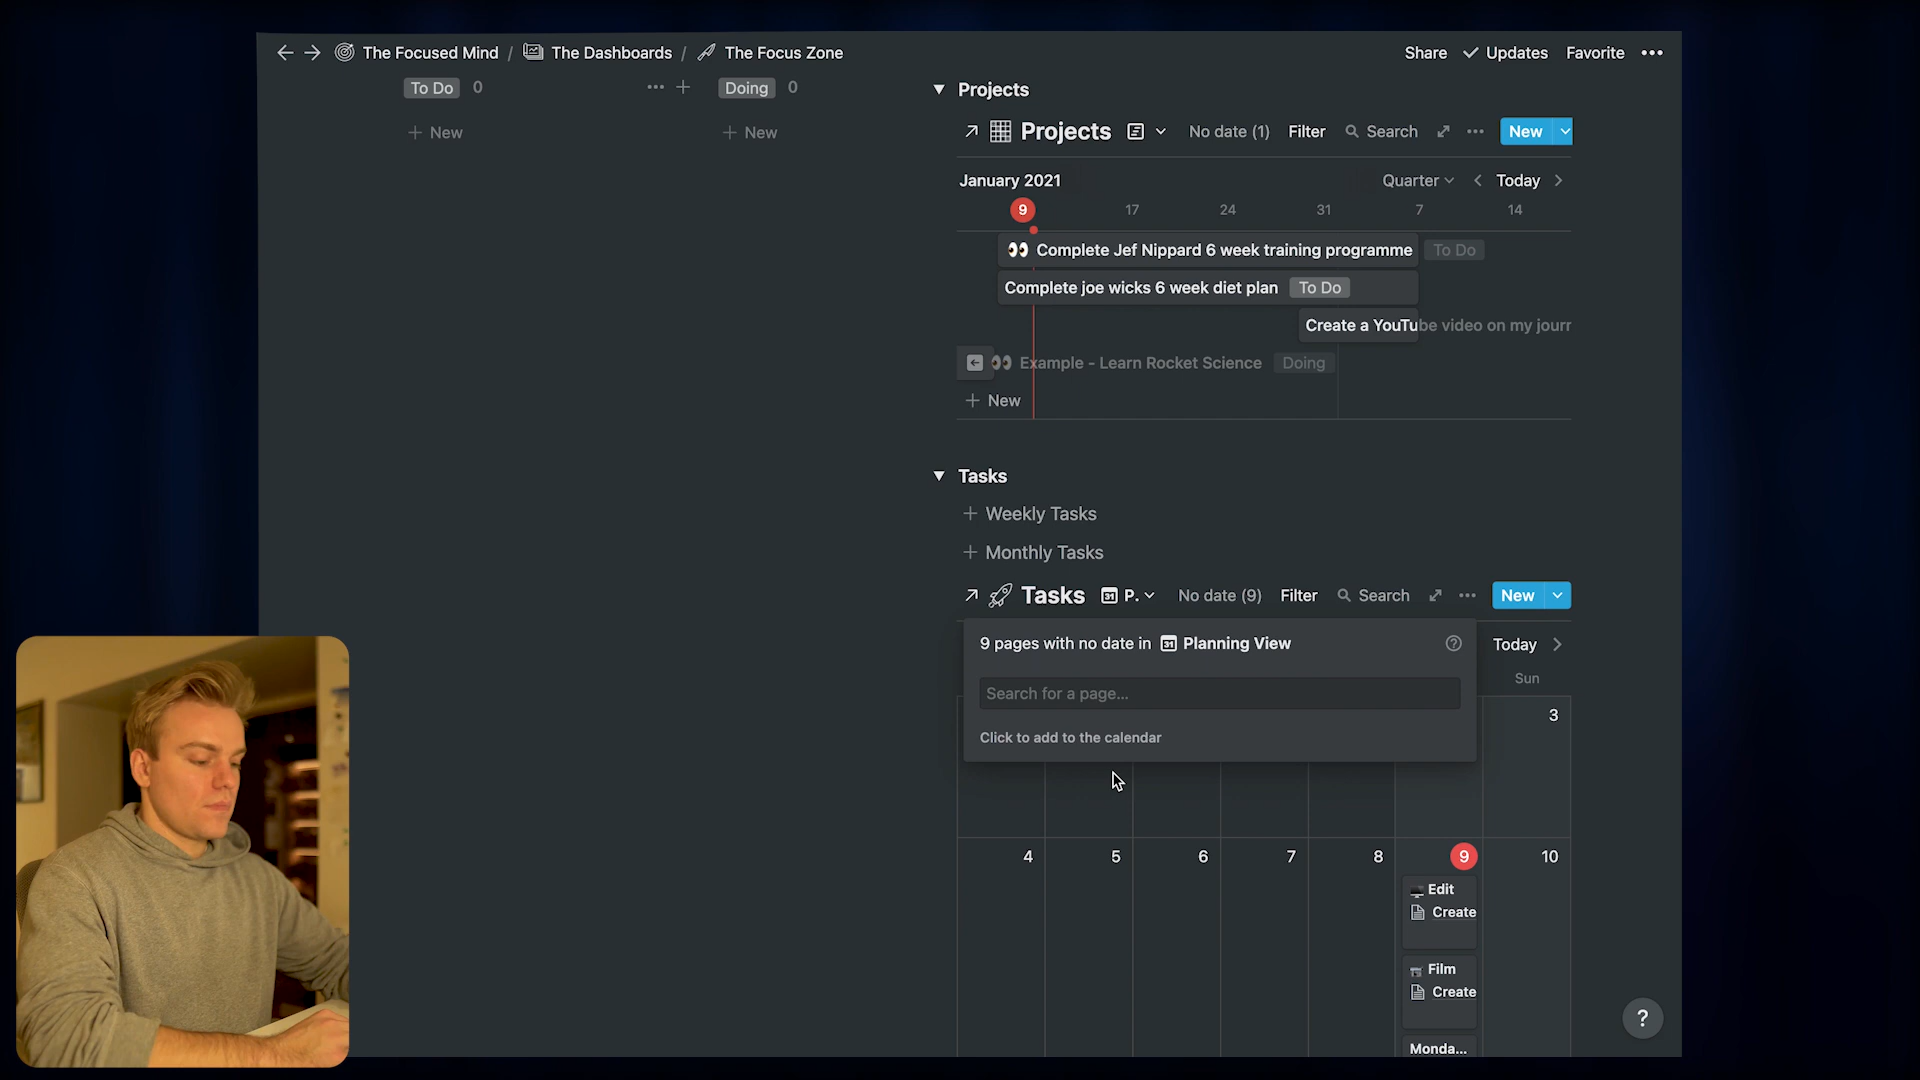 The Focused Mind / The Dashboards / The Focus Zone
Share Updates Favorite •••
To Do 0 ••• +
+ New
Doing 0
+ New
Projects
Projects No date (1) Filter Search ••• New
January 2021 Quarter Today
9 17 24 31 7 14
Complete Jef Nippard 6 week training programme To Do
Complete joe wicks 6 week diet plan To Do
Create a YouTube video on my jourr
Example - Learn Rocket Science Doing
+ New
Tasks
+ Weekly Tasks
+ Monthly Tasks
Tasks 31 P. No date (9) Filter Search ••• New
9 pages with no date in 31 Planning View ?
Today
Search for a page...
Sun
Click to add to the calendar
3
4 5 6 7 8 9 10
Edit
Create
Film
Create
Monda...
?